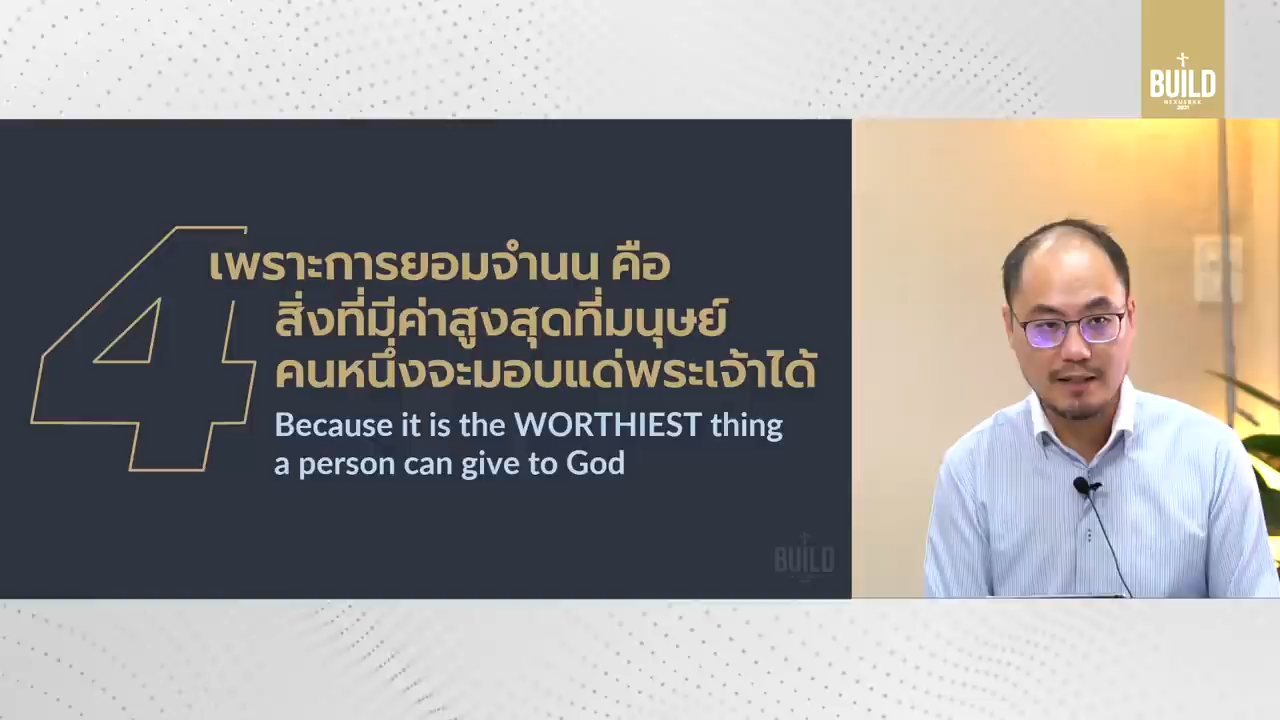 BUILD
NEXUSBKK
2021
4
เพราะการยอมจำนน คือ
สิ่งที่มีค่าสูงสุดที่มนุษย์
คนหนึ่งจะมอบแด่พระเจ้าได้
Because it is the WORTHIEST thing
a person can give to God
BUILD